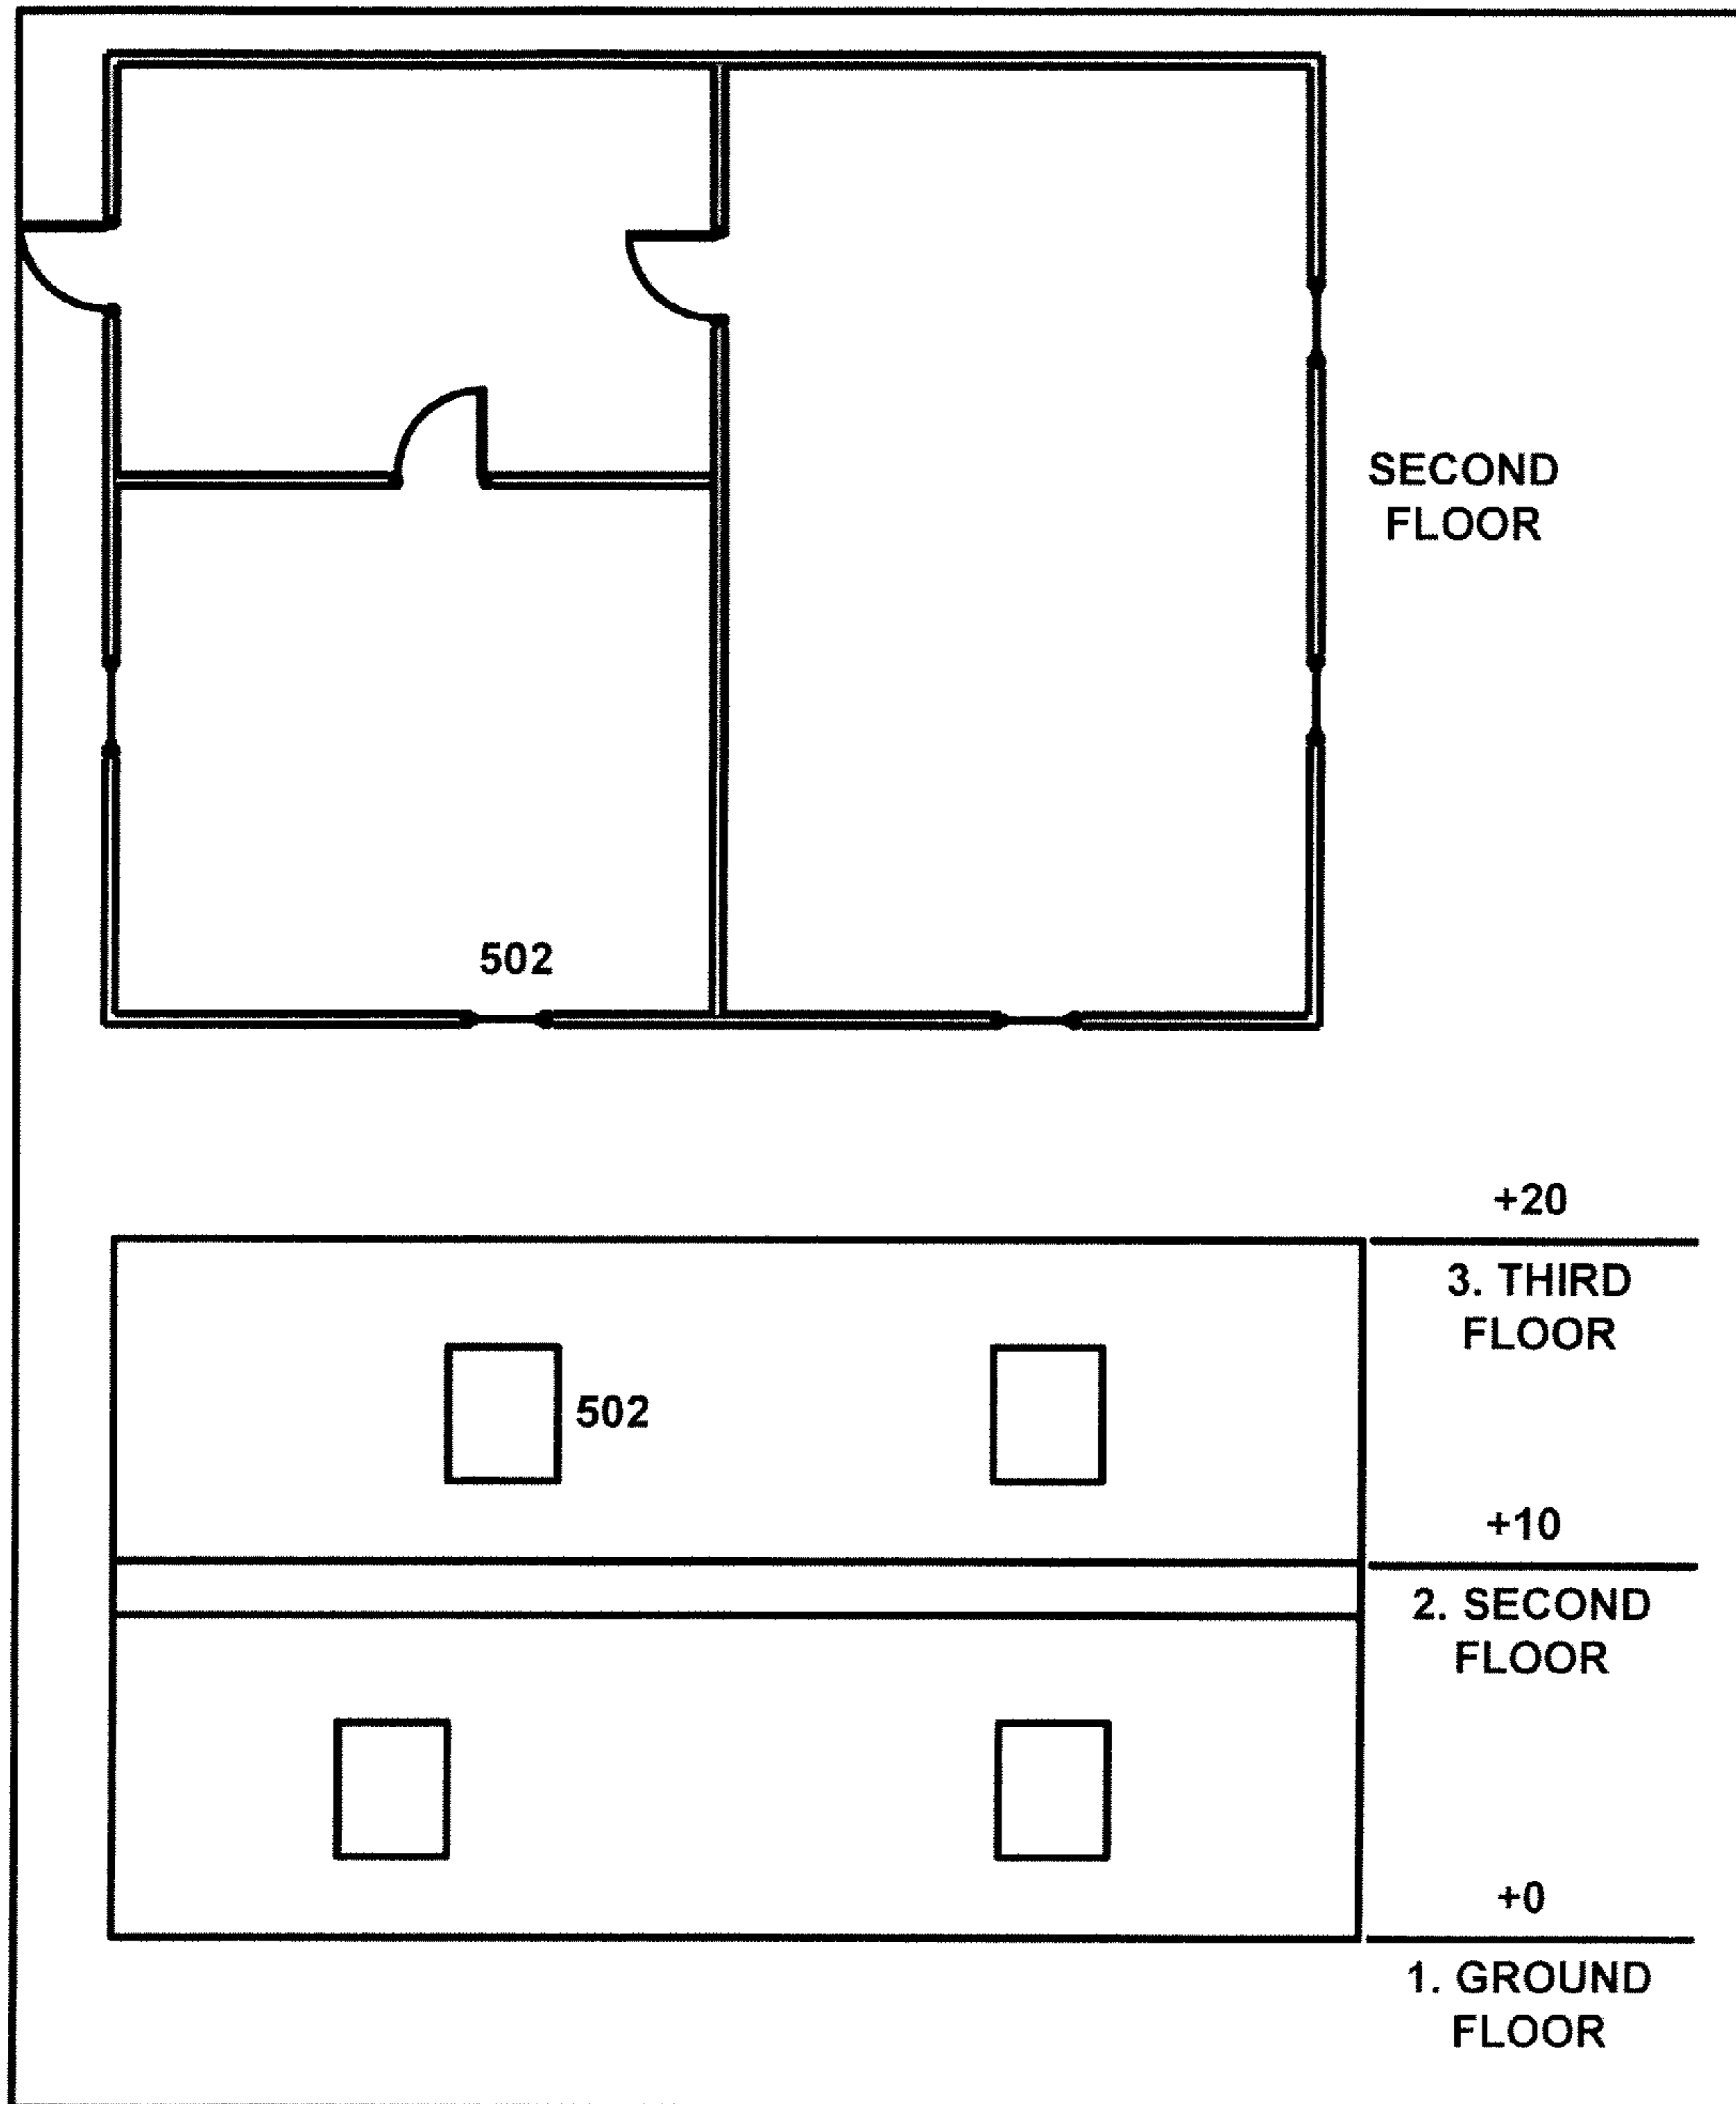 SECOND
FLOOR
502
+20
3. THIRD
FLOOR
502
+10
2. SECOND
FLOOR
+0
1. GROUND
FLOOR